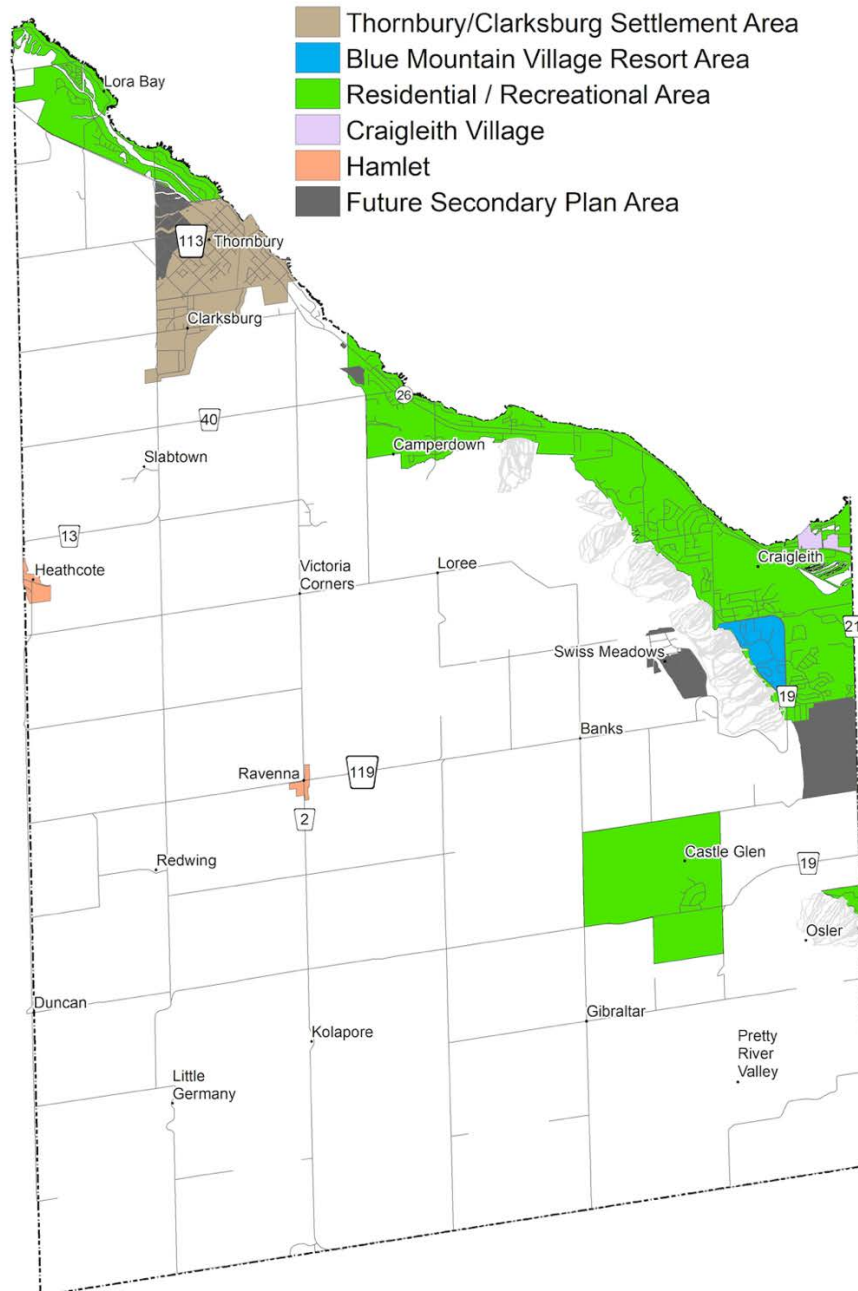 Thornbury/Clarksburg Settlement Area
Blue Mountain Village Resort Area
Residential / Recreational Area
Craigleith Village
Hamlet
Future Secondary Plan Area
Lora Bay
113
Thornbury
Clarksburg
26
40
Camperdown
Slabtown
13
Heathcote
Victoria
Corners
Loree
Craigleith
21
Swiss Meadows
19
Banks
Ravenna
119
2
Redwing
Castle Glen
19
Osler
Duncan
Kolapore
Gibraltar
Pretty
River
Valley
Little
Germany